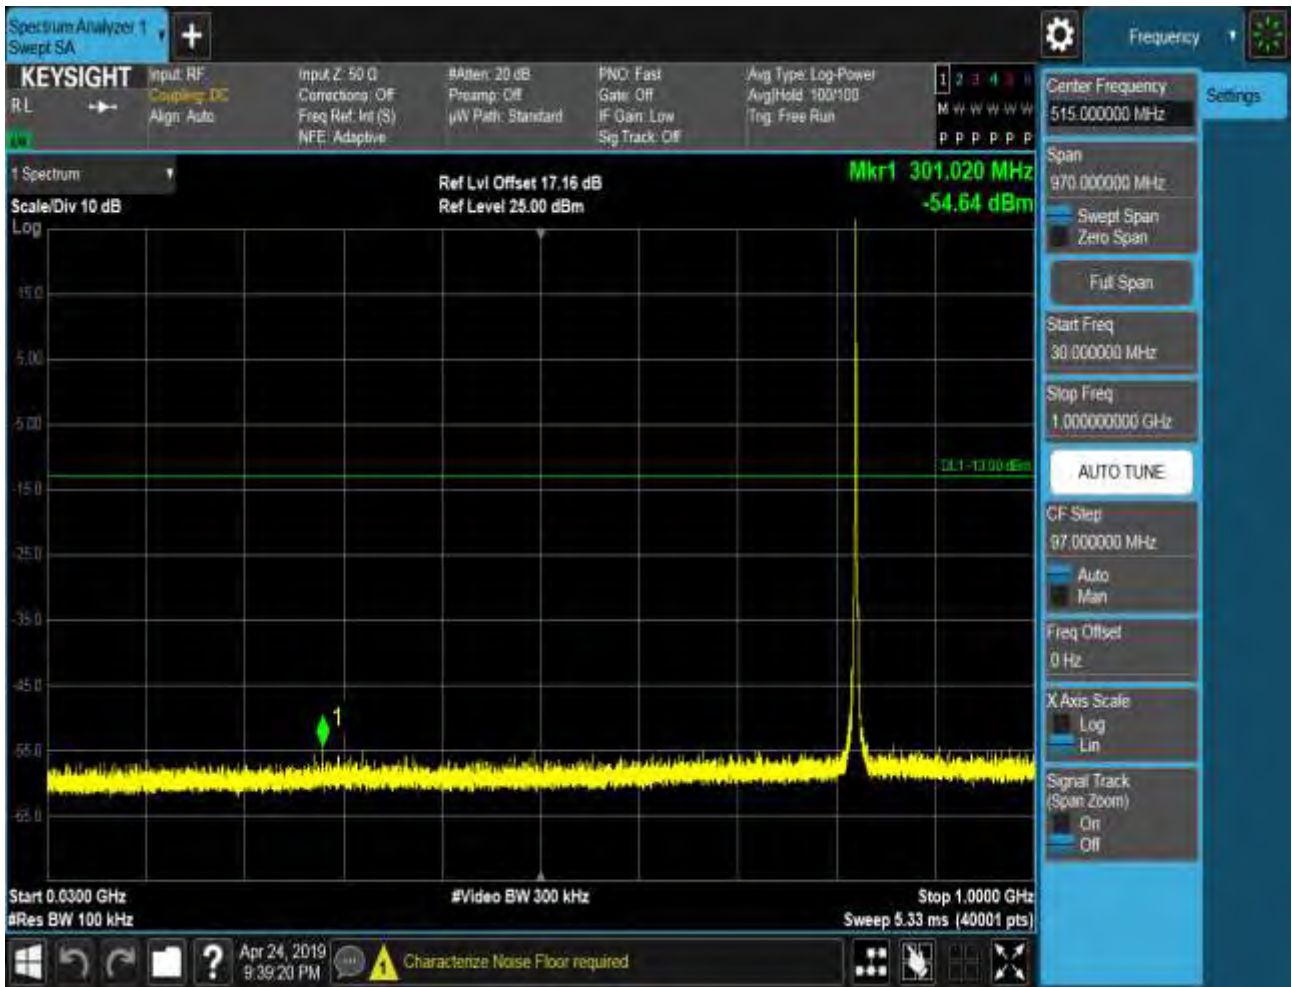 Spectrum Analyzer 1
Swept SA
Frequency
KEYSIGHT
RL
Input: RF
Coupling: DC
Align: Auto
Input Z: 50 Ω
Corrections: Off
Freq Ref: Int (S)
NFE: Adaptive
#Atten: 20 dB
Preamp: Off
µW Path: Standard
PNO: Fast
Gate: Off
IF Gain: Low
Sig Track: Off
Avg Type: Log-Power
Avg|Hold: 100/100
Trig: Free Run
1 2 3 4 5 6
M W W W W W
P P P P P P
1 Spectrum
Scale/Div 10 dB
Log
Ref Lvl Offset 17.16 dB
Ref Level 25.00 dBm
Mkr1 301.020 MHz
-54.64 dBm
15.0
5.00
-5.00
DL1 -13.00 dBm
-15.0
-25.0
-35.0
-45.0
1
-55.0
-65.0
Start 0.0300 GHz
#Res BW 100 kHz
#Video BW 300 kHz
Stop 1.0000 GHz
Sweep 5.33 ms (40001 pts)
Center Frequency
515.000000 MHz
Settings
Span
970.000000 MHz
Swept Span
Zero Span
Full Span
Start Freq
30.000000 MHz
Stop Freq
1.000000000 GHz
AUTO TUNE
CF Step
97.000000 MHz
Auto
Man
Freq Offset
0 Hz
X Axis Scale
Log
Lin
Signal Track
(Span Zoom)
On
Off
?
Apr 24, 2019
9:39:20 PM
Characterize Noise Floor required